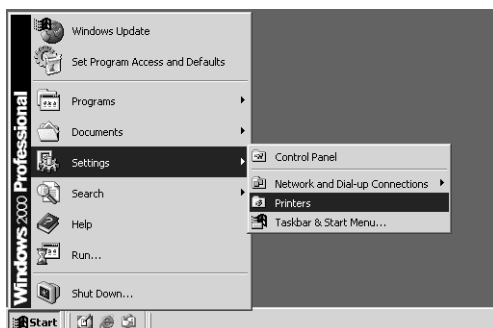 Windows Update
Set Program Access and Defaults
Programs
Documents
Settings
Search
Help
Run...
Shut Down...
Control Panel
Network and Dial-up Connections
Printers
Taskbar & Start Menu...
Windows 2000 Professional
Start